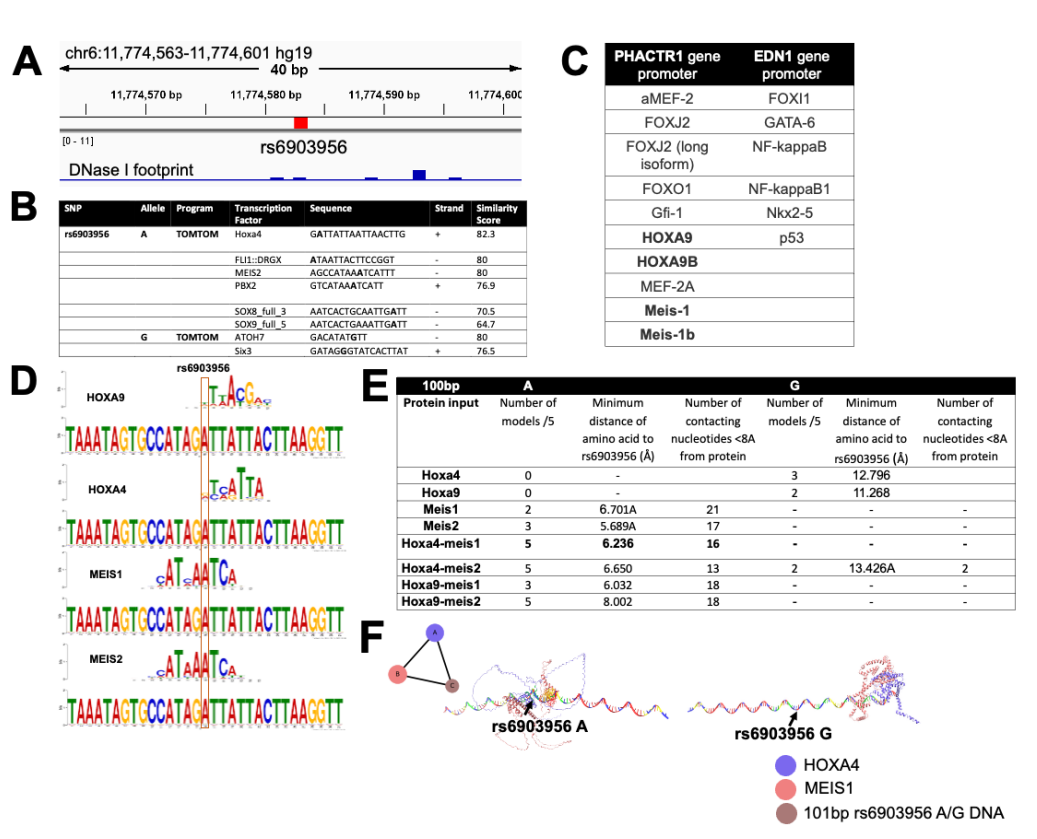 A
chr6:11,774,563-11,774,601 hg19
40 bp
11,774,570 bp 11,774,580 bp 11,774,590 bp 11,774,600
[0 - 11]
rs6903956
DNase I footprint
B
SNP Allele Program Transcription Factor Sequence Strand Similarity Score
rs6903956 A TOMTOM Hoxa4 GATTATTAATTAACTTG + 82.3
FLI1::DRGX ATAATTACTTCCGGT - 80
MEIS2 AGCCATAAATCATTT - 80
PBX2 GTCATAAATCATT + 76.9
SOX8_full_3 AATCACTGCAATTGATT - 70.5
SOX9_full_5 AATCACTGAAATTGATT - 64.7
G TOMTOM ATOH7 GACATATGTT - 80
Six3 GATAGGGTATCACTTAT + 76.5
C
PHACTR1 gene promoter EDN1 gene promoter
aMEF-2 FOXI1
FOXJ2 GATA-6
FOXJ2 (long isoform) NF-kappaB
FOXO1 NF-kappaB1
Gfi-1 Nkx2-5
HOXA9 p53
HOXA9B
MEF-2A
Meis-1
Meis-1b
D
rs6903956
HOXA9
TAAATAGTGCCATAGATTATTACTTAAGGTT
HOXA4
TAAATAGTGCCATAGATTATTACTTAAGGTT
MEIS1
TAAATAGTGCCATAGATTATTACTTAAGGTT
MEIS2
TAAATAGTGCCATAGATTATTACTTAAGGTT
E
100bp A G
Protein input Number of models /5 Minimum distance of amino acid to rs6903956 (Å) Number of contacting nucleotides <8A from protein Number of models /5 Minimum distance of amino acid to rs6903956 (Å) Number of contacting nucleotides <8A from protein
Hoxa4 0 - 3 12.796
Hoxa9 0 - 2 11.268
Meis1 2 6.701A 21 - - -
Meis2 3 5.689A 17 - - -
Hoxa4-meis1 5 6.236 16 - - -
Hoxa4-meis2 5 6.650 13 2 13.426A 2
Hoxa9-meis1 3 6.032 18 - - -
Hoxa9-meis2 5 8.002 18 - - -
F
A
B
C
rs6903956 A
rs6903956 G
HOXA4
MEIS1
101bp rs6903956 A/G DNA